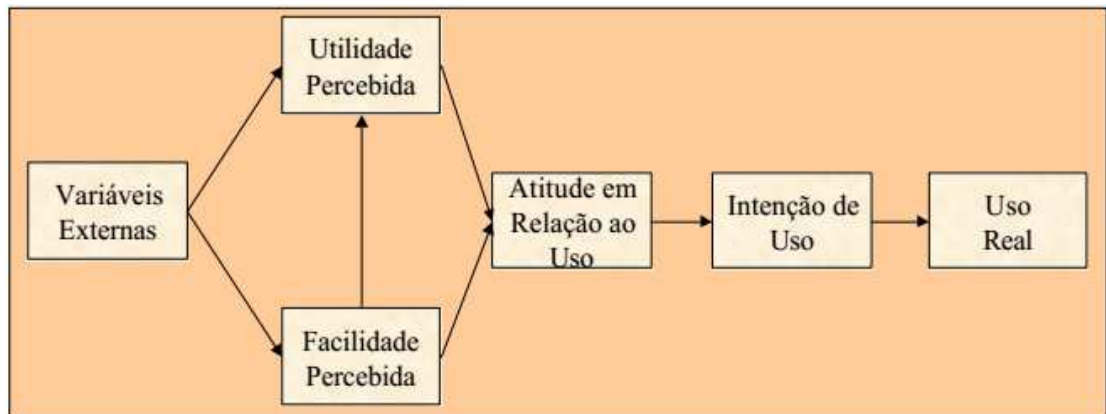 Utilidade
Percebida
Variáveis
Externas
Atitude em
Relação ao
Uso
Intenção de
Uso
Uso
Real
Facilidade
Percebida